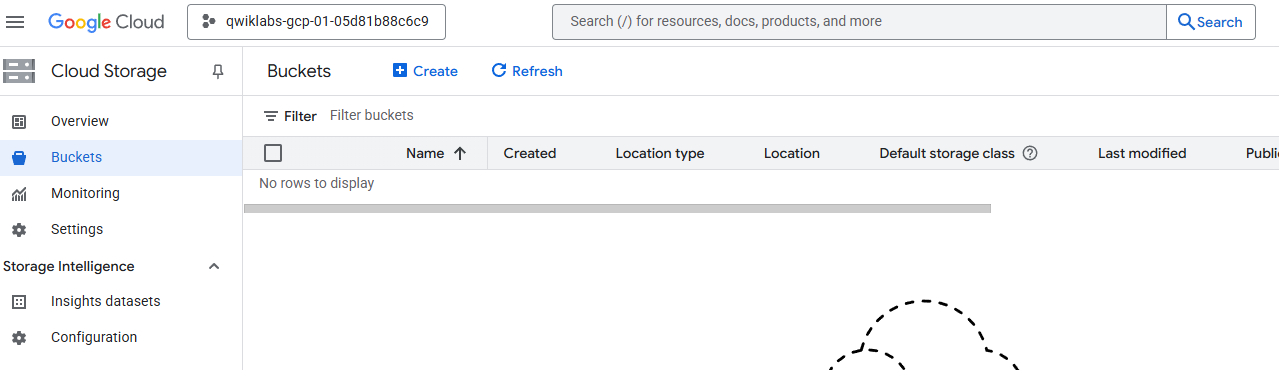 Google Cloud
qwiklabs-gcp-01-05d81b88c6c9
Search (/) for resources, docs, products, and more
Search
Cloud Storage
Overview
Buckets
Monitoring
Settings
Storage Intelligence
Insights datasets
Configuration
Buckets
Create
Refresh
Filter
Filter buckets
Name
Created
Location type
Location
Default storage class
Last modified
Public
No rows to display